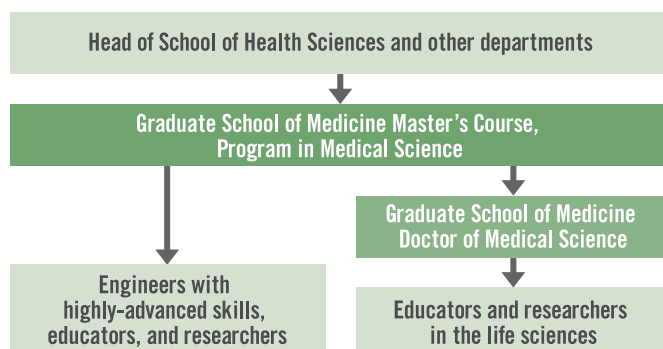 Head of School of Health Sciences and other departments
Graduate School of Medicine Master's Course,
Program in Medical Science
Graduate School of Medicine
Doctor of Medical Science
Engineers with
highly-advanced skills,
educators, and researchers
Educators and researchers
in the life sciences